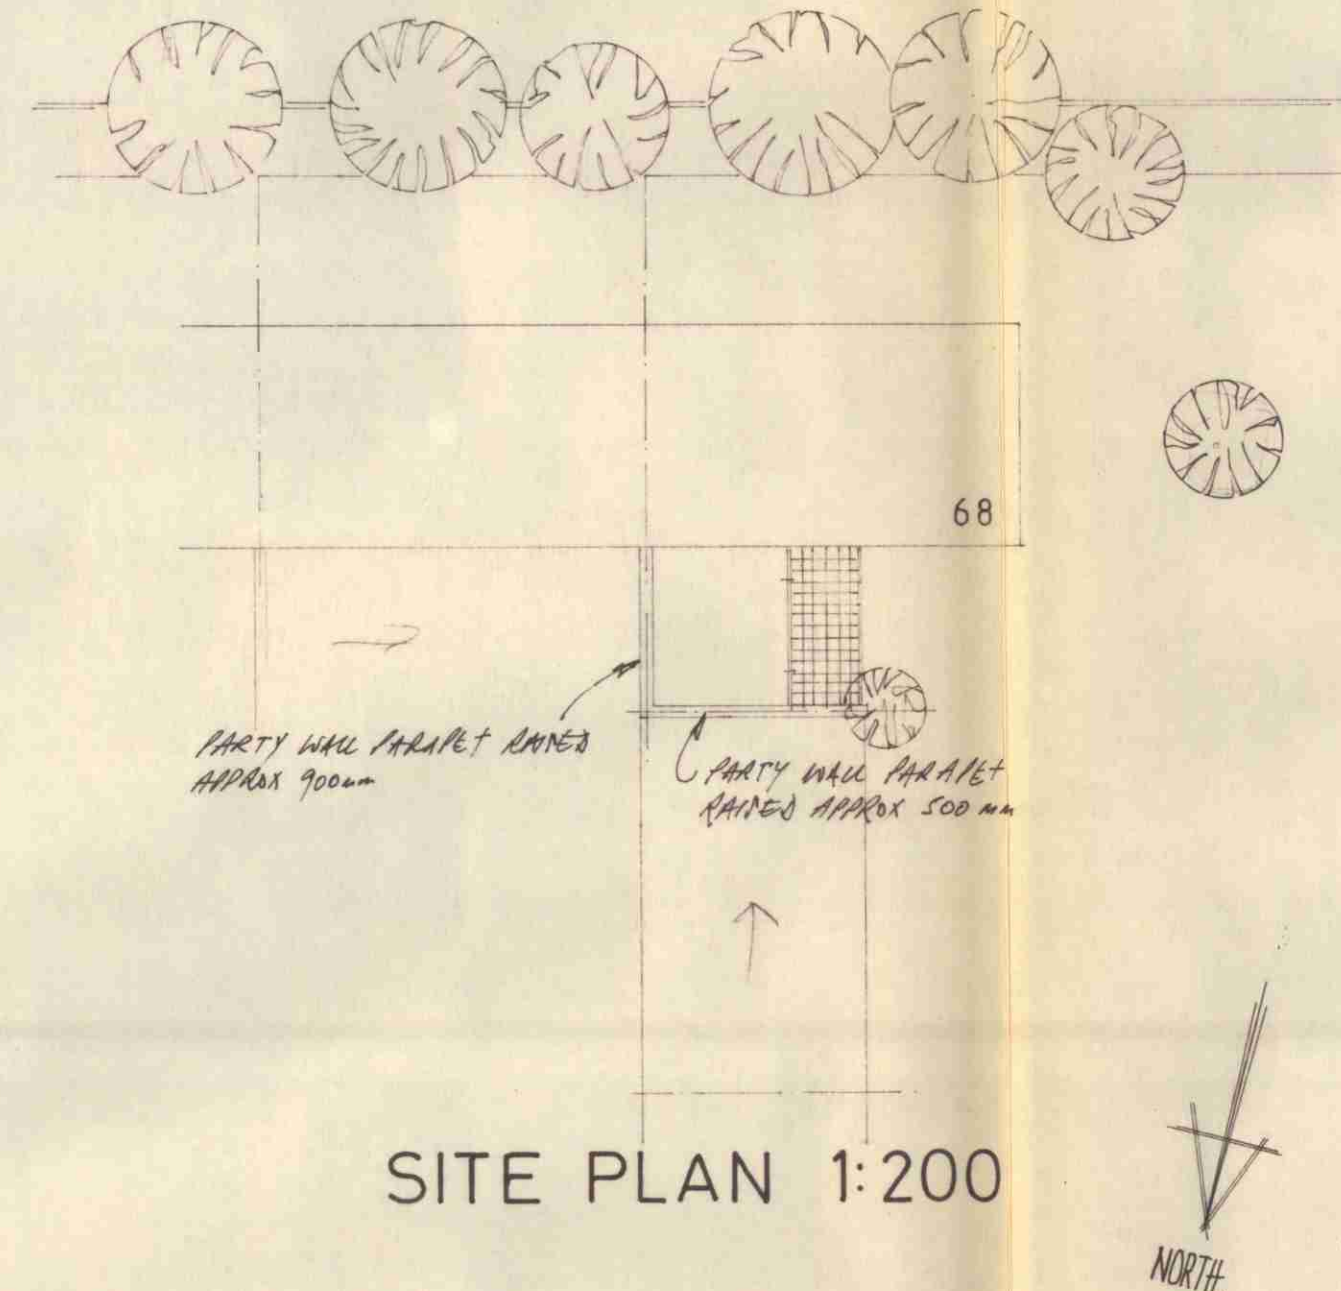 68
PARTY WALL PARAPET RAISED
APPROX 900mm
PARTY WALL PARAPET
RAISED APPROX 500 mm
SITE PLAN 1:200
NORTH